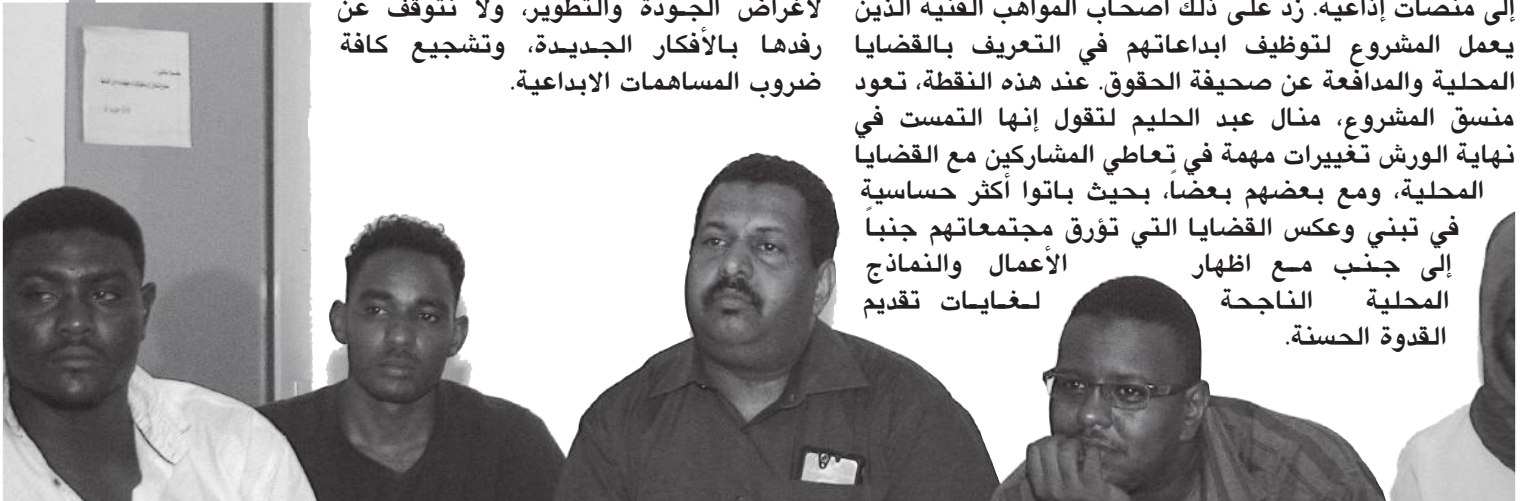 إلى منصات إذاعية. زد على ذلك أصحاب المواهب الفنية الذين
يعمل المشروع لتوظيف ابداعاتهم في التعريف بالقضايا
المحلية والمدافعة عن صحيفة الحقوق. عند هذه النقطة، تعود
منسق المشروع، منال عبد الحليم لتقول إنها التمست في
نهاية الورش تغييرات مهمة في تعاطي المشاركين مع القضايا
المحلية، ومع بعضهم بعضاً، بحيث باتوا أكثر حساسية
في تبني وعكس القضايا التي تؤرق مجتمعاتهم جنباً
إلى جنب مع اظهار الأعمال والنماذج
المحلية الناجحة لغايات تقديم
القدوة الحسنة.
لأغراض الجودة والتطوير، ولا نتوقف عن
رفدها بالأفكار الجديدة، وتشجيع كافة
ضروب المساهمات الابداعية.